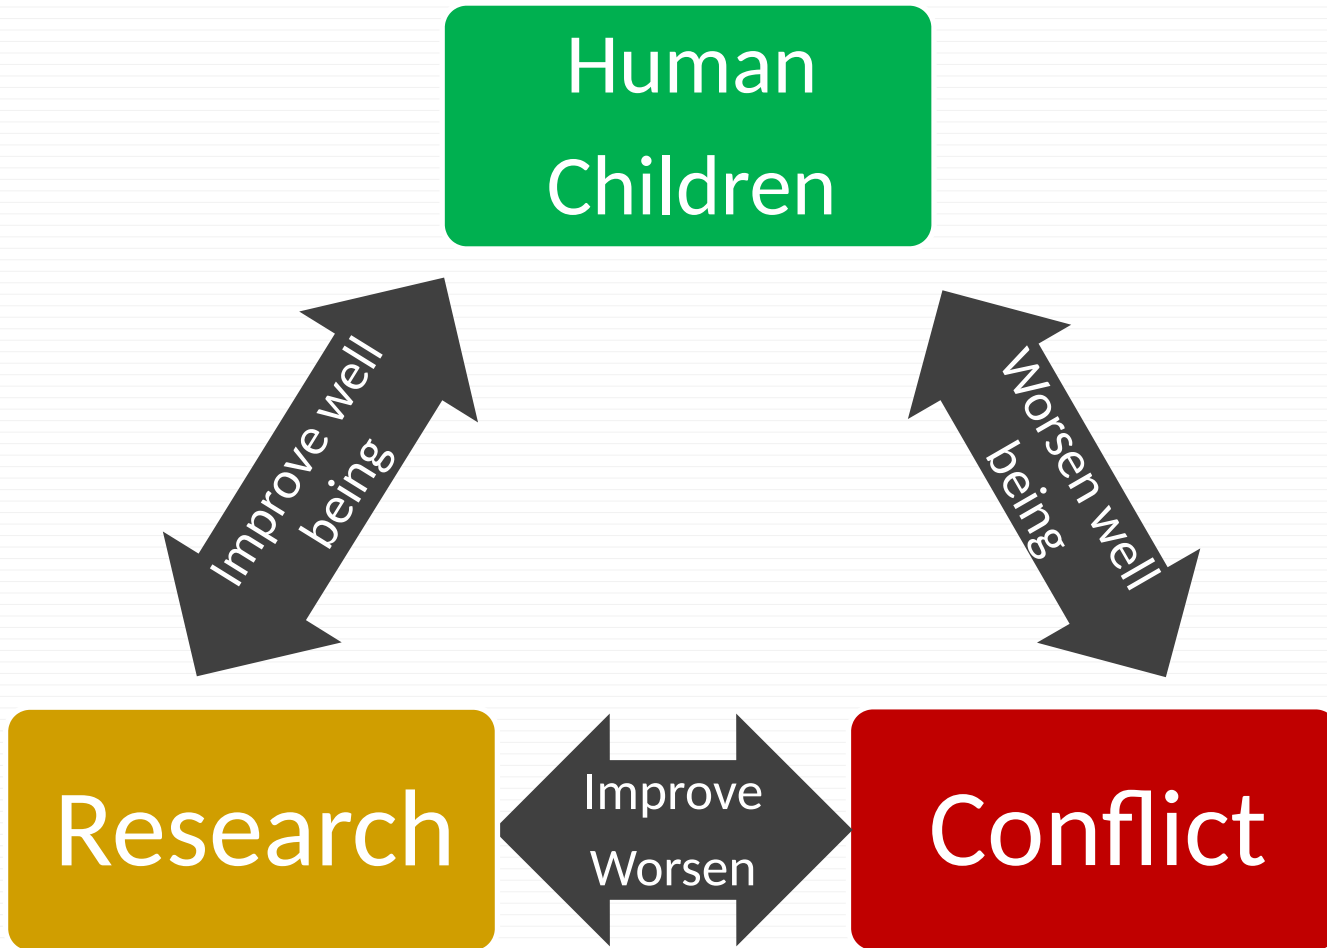 Human
Children
Improve well
being
Worsen well
being
Research
Improve
Worsen
Conflict